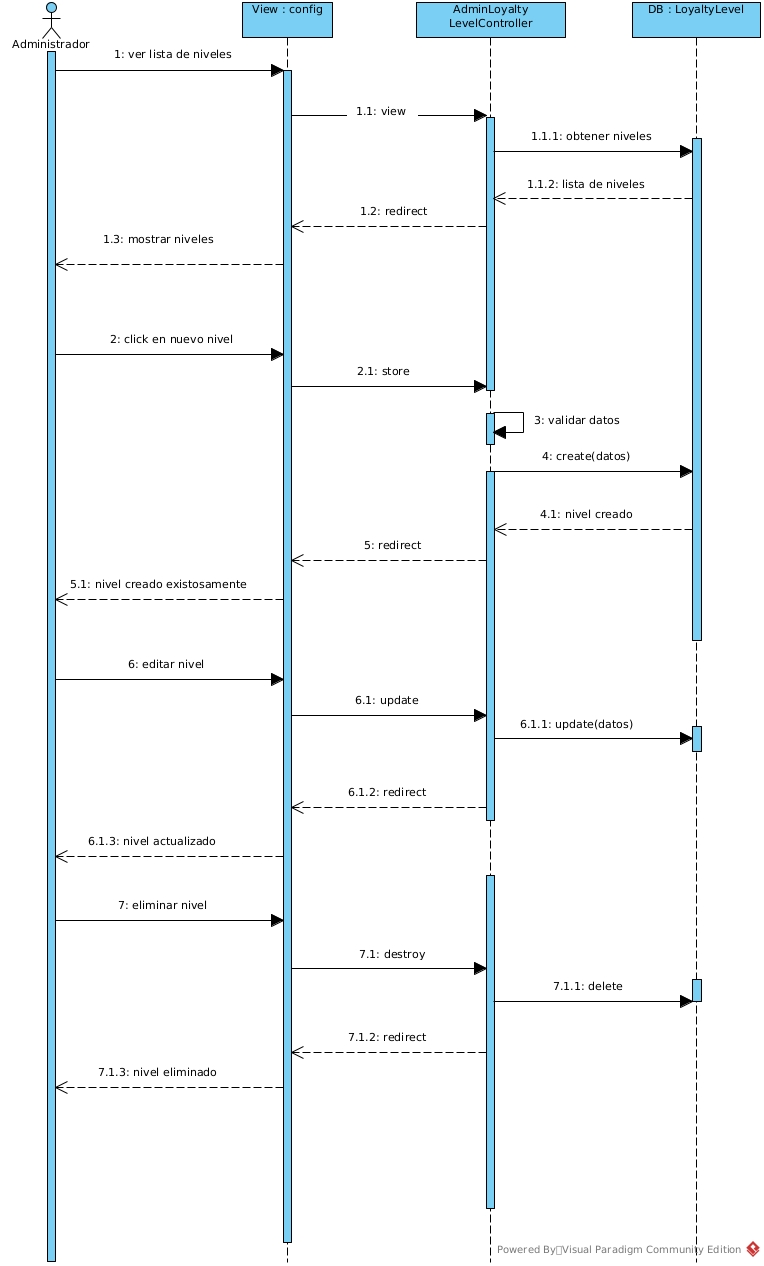 Administrador
View : config
AdminLoyalty
LevelController
DB : LoyaltyLevel
1: ver lista de niveles
1.1: view
1.1.1: obtener niveles
1.1.2: lista de niveles
1.2: redirect
1.3: mostrar niveles
2: click en nuevo nivel
2.1: store
3: validar datos
4: create(datos)
4.1: nivel creado
5: redirect
5.1: nivel creado existosamente
6: editar nivel
6.1: update
6.1.1: update(datos)
6.1.2: redirect
6.1.3: nivel actualizado
7: eliminar nivel
7.1: destroy
7.1.1: delete
7.1.2: redirect
7.1.3: nivel eliminado
Powered By Visual Paradigm Community Edition